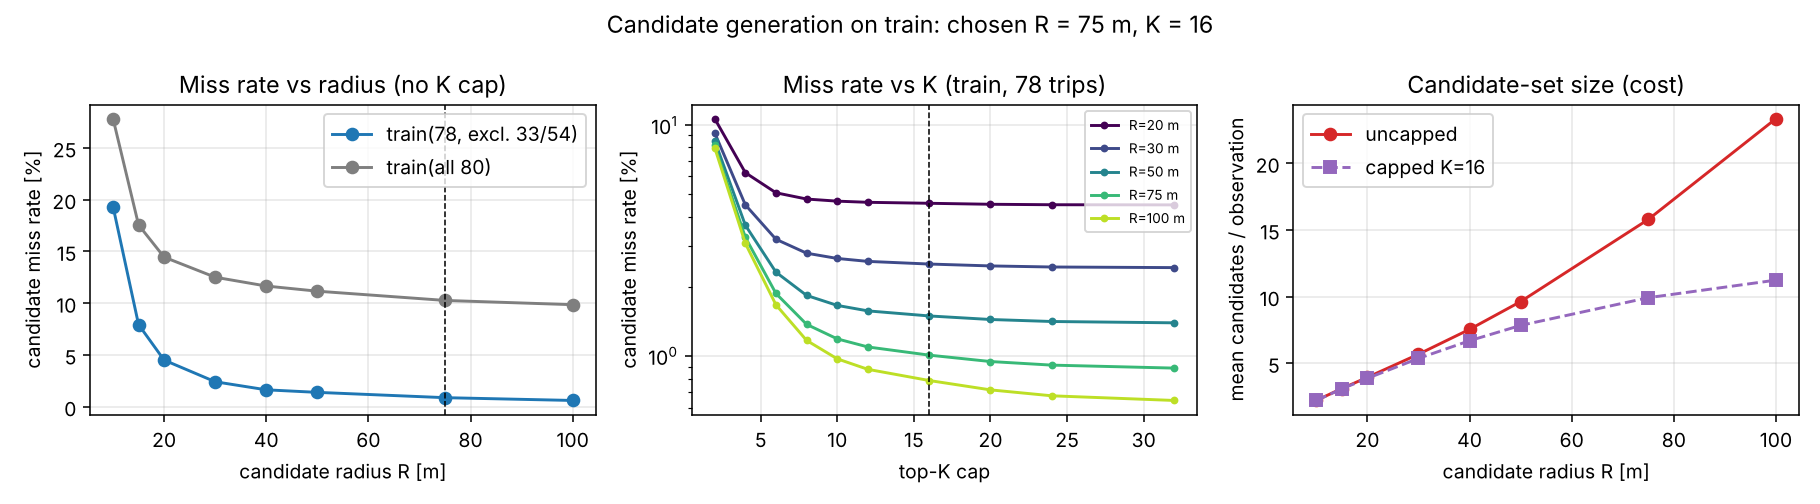 Candidate generation on train: chosen R = 75 m, K = 16
Miss rate vs radius (no K cap)
candidate miss rate [%]
25
20
15
10
5
0
train(78, excl. 33/54)
train(all 80)
20 40 60 80 100
candidate radius R [m]
Miss rate vs K (train, 78 trips)
candidate miss rate [%]
10¹
10⁰
R=20 m
R=30 m
R=50 m
R=75 m
R=100 m
5 10 15 20 25 30
top-K cap
Candidate-set size (cost)
mean candidates / observation
20
15
10
5
uncapped
capped K=16
20 40 60 80 100
candidate radius R [m]